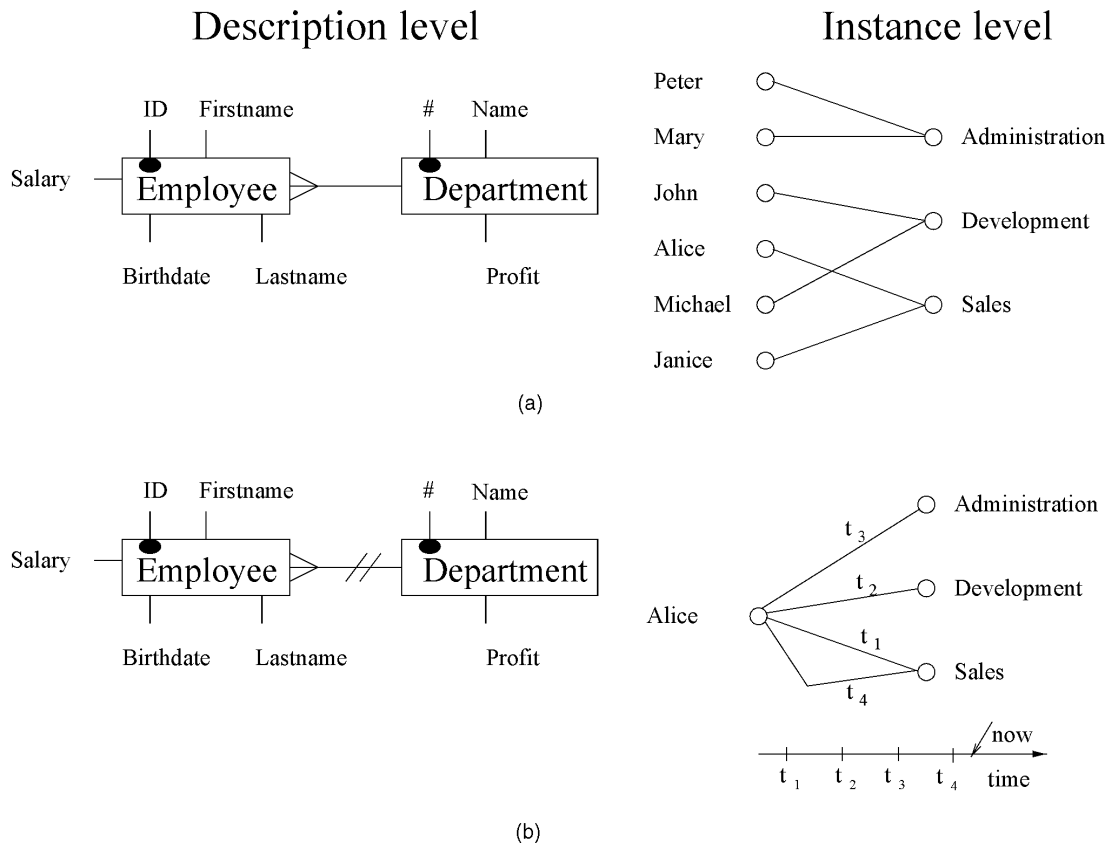 Description level
Instance level
ID Firstname
# Name
Salary
Employee
Department
Birthdate Lastname
Profit
Peter
Mary
John
Alice
Michael
Janice
Administration
Development
Sales
(a)
ID Firstname
# Name
Salary
Employee
Department
Birthdate Lastname
Profit
Alice
t 3
t 2
t 1
t 4
Administration
Development
Sales
now
t 1 t 2 t 3 t 4 time
(b)